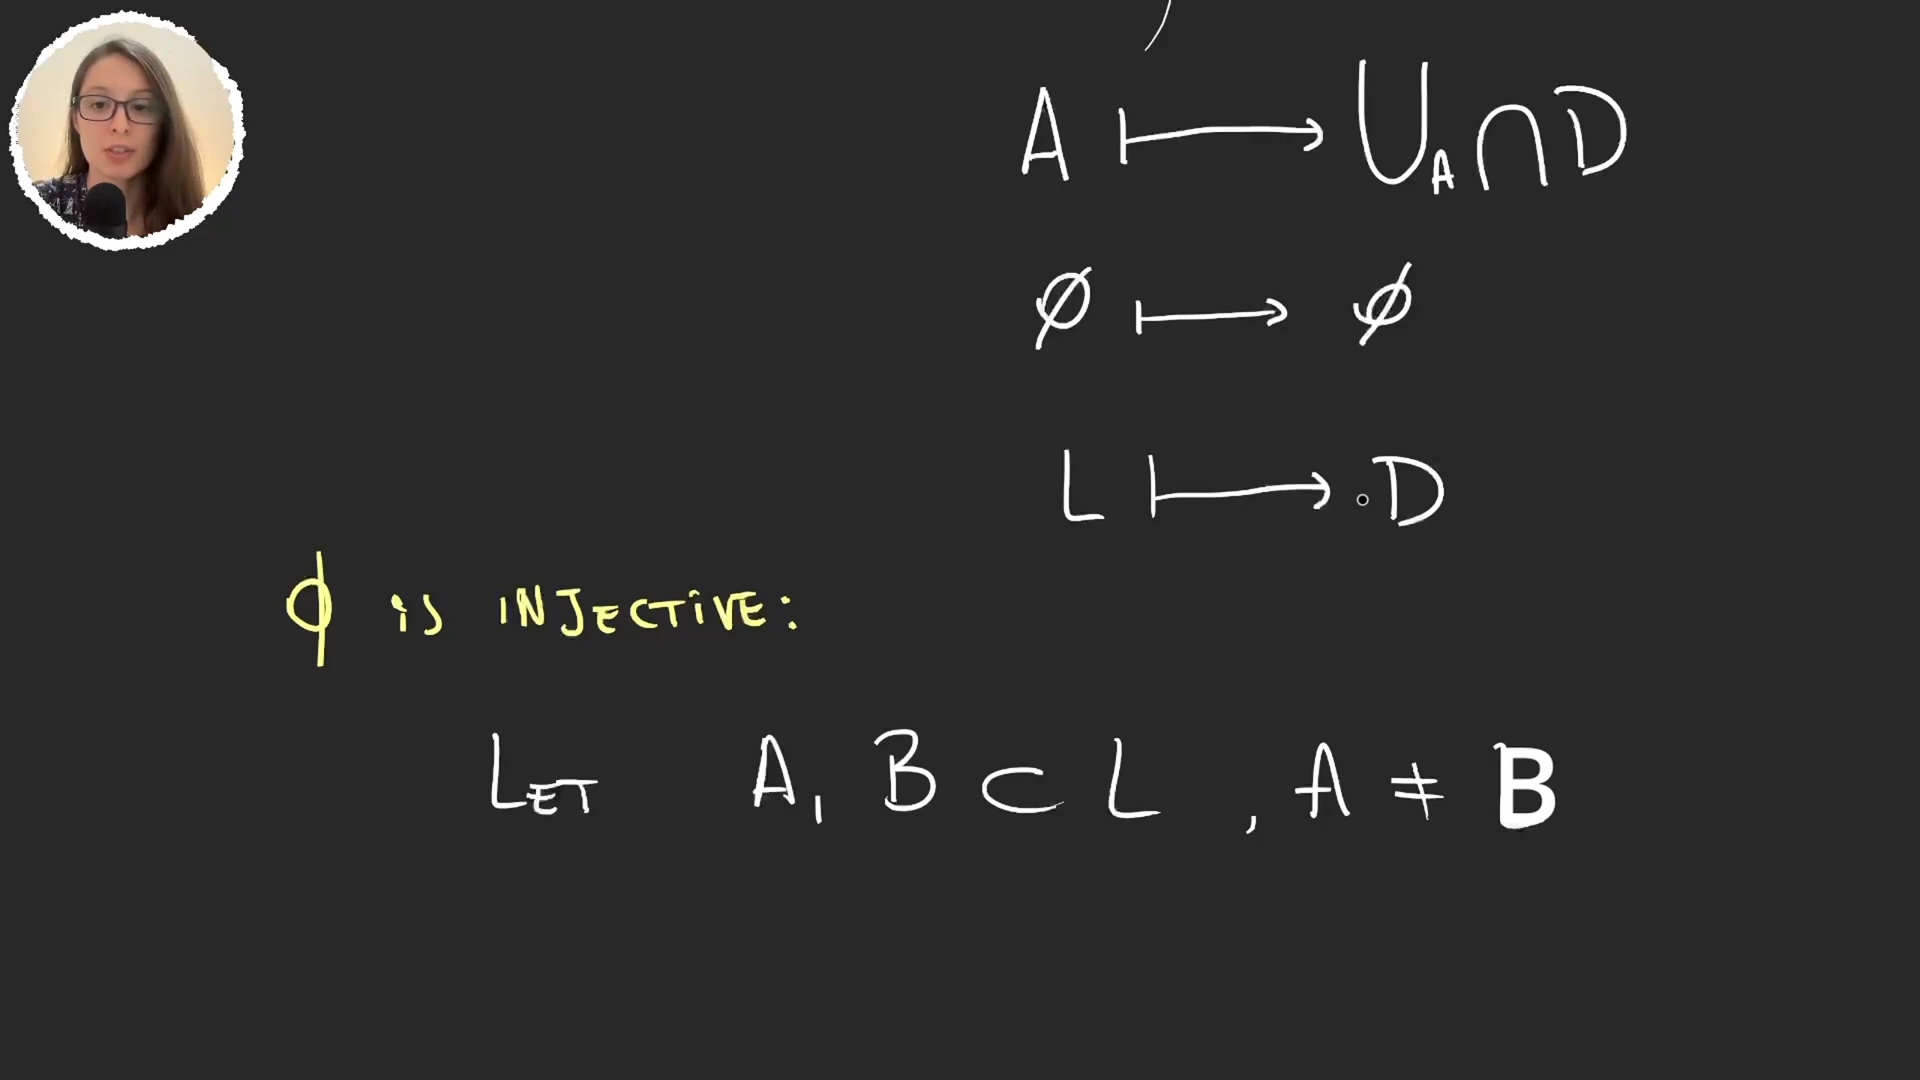 A ⟼ U_A ∩ D
∅ ⟼ ∅
L ⟼ D
ϕ is INJECTIVE:
LET A, B ⊂ L, A ≠ B